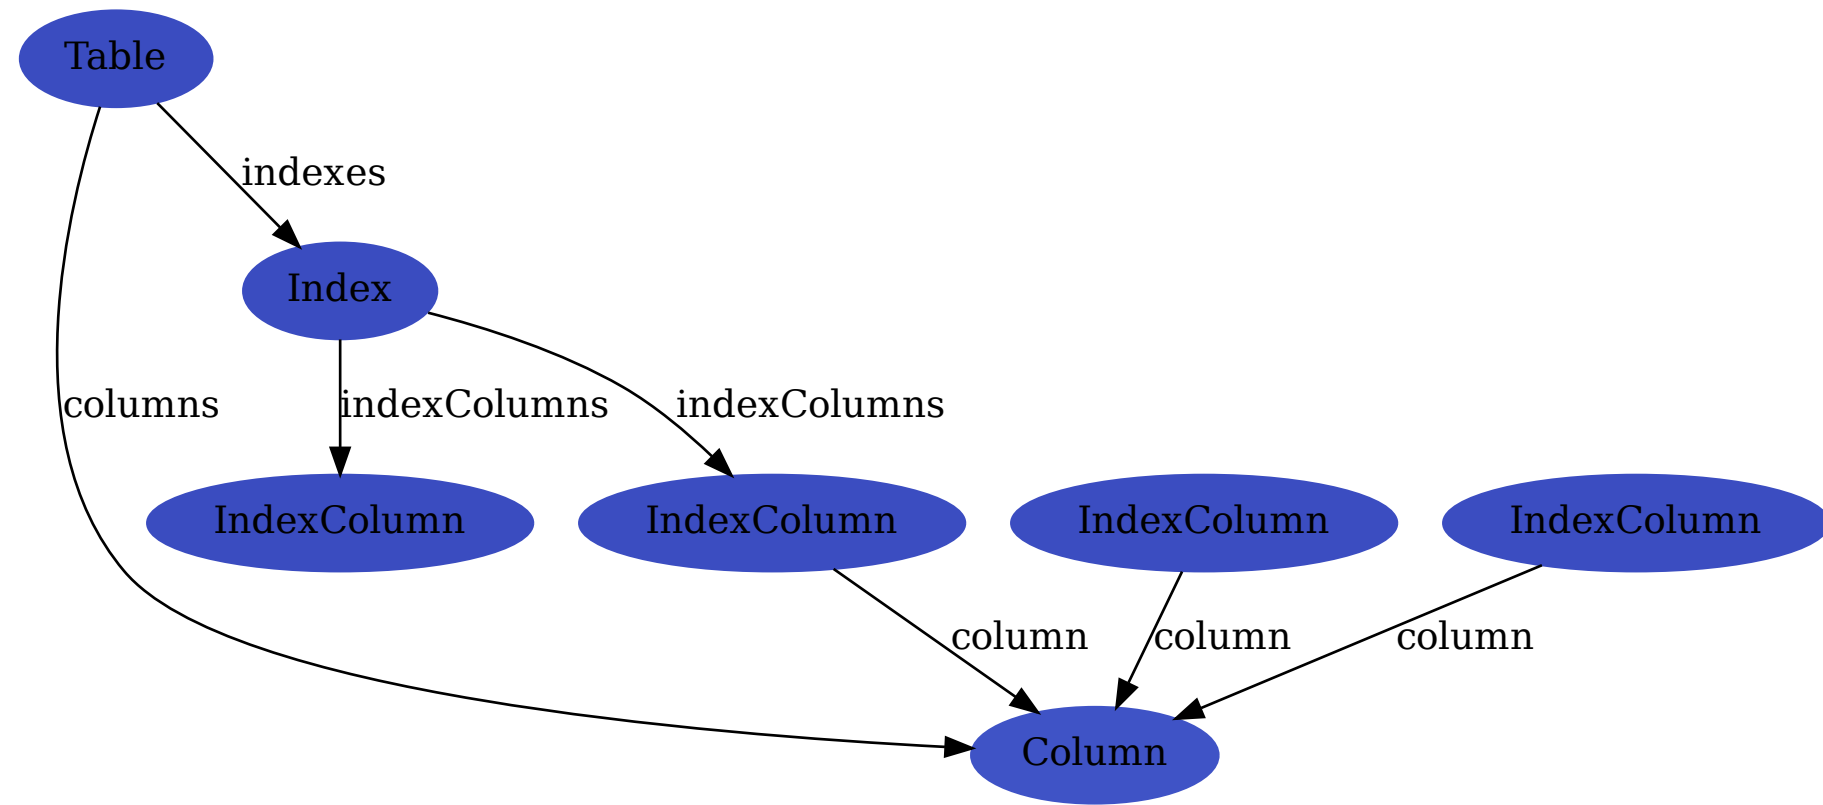 Table
indexes
Index
columns
indexColumns
indexColumns
IndexColumn
IndexColumn
IndexColumn
IndexColumn
column
column
column
Column